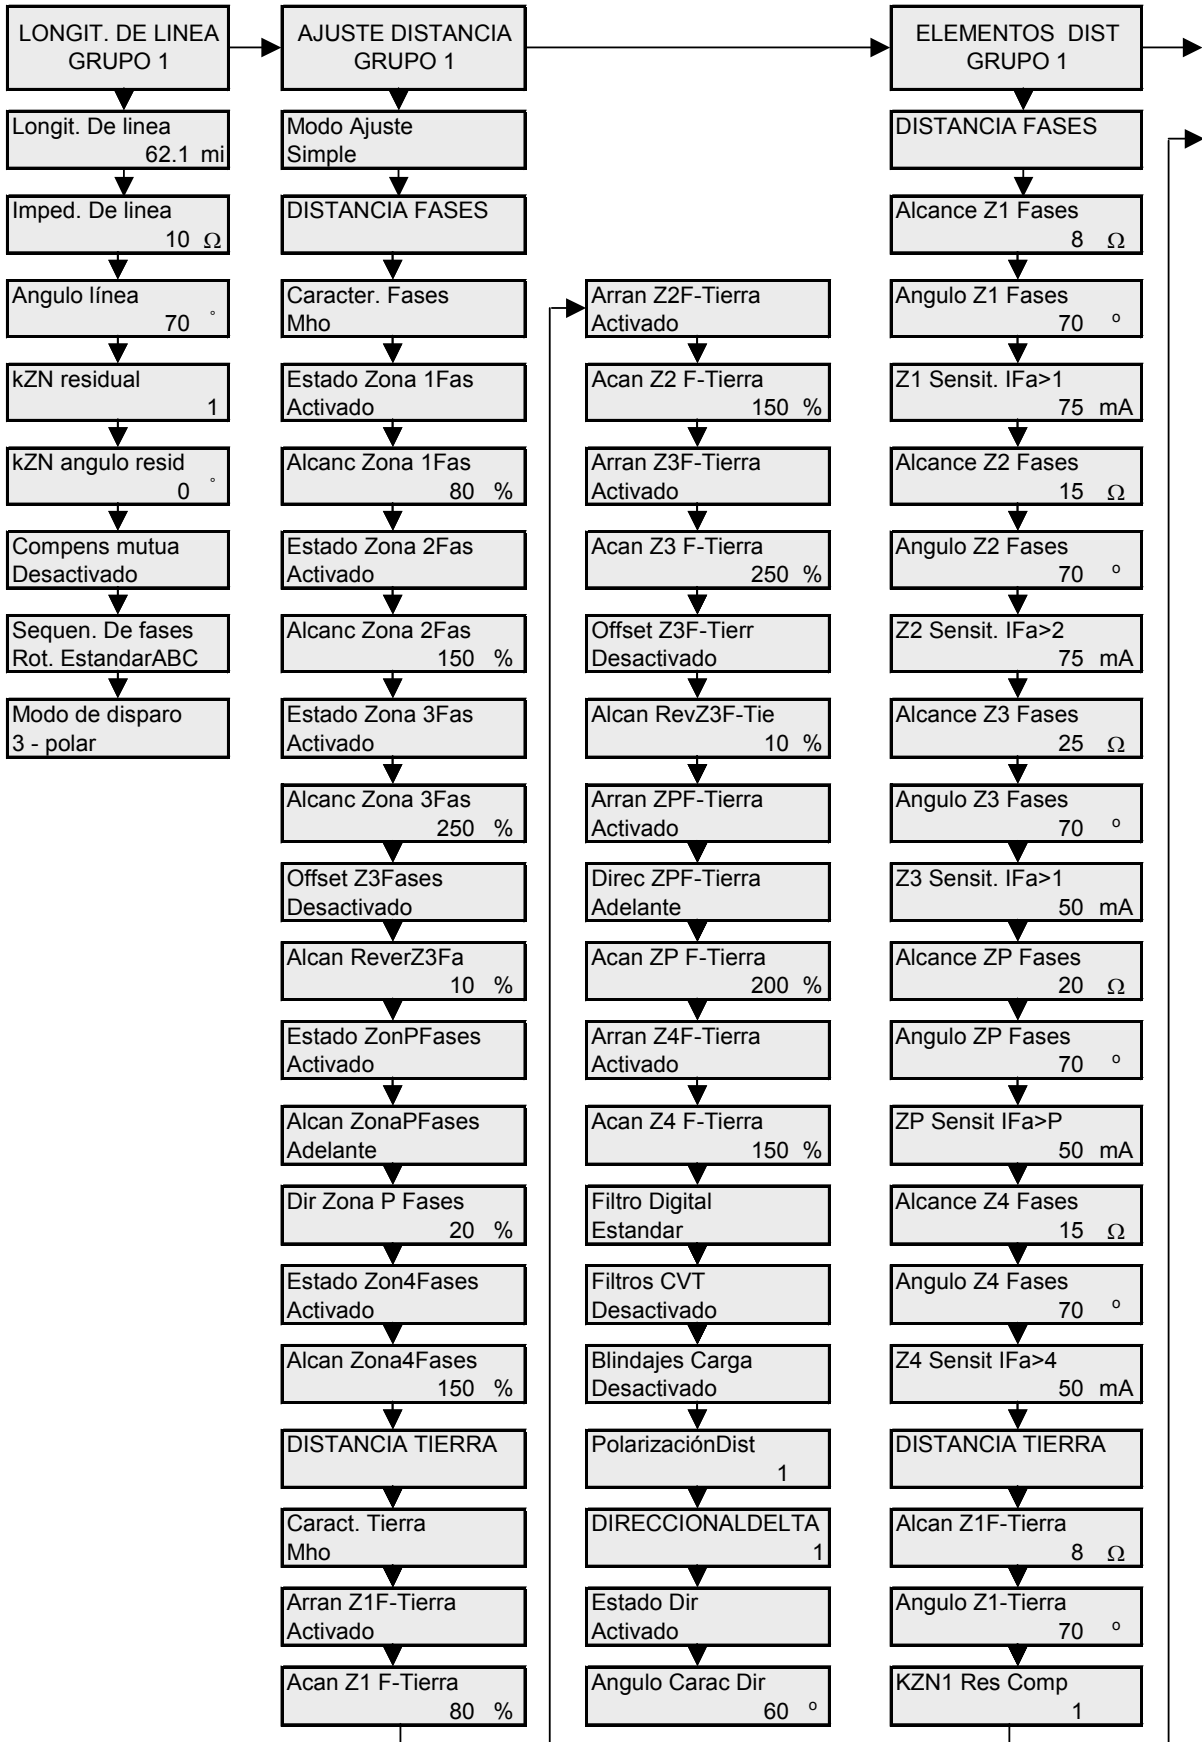 LONGIT. DE LINEA
GRUPO 1
Longit. De linea
62.1 mi
Imped. De linea
10 Ω
Angulo línea
70 °
kZN residual
1
kZN angulo resid
0 °
Compens mutua
Desactivado
Sequen. De fases
Rot. EstandarABC
Modo de disparo
3 - polar
AJUSTE DISTANCIA
GRUPO 1
Modo Ajuste
Simple
DISTANCIA FASES
Caracter. Fases
Mho
Estado Zona 1Fas
Activado
Alcanc Zona 1Fas
80 %
Estado Zona 2Fas
Activado
Alcanc Zona 2Fas
150 %
Estado Zona 3Fas
Activado
Alcanc Zona 3Fas
250 %
Offset Z3Fases
Desactivado
Alcan ReverZ3Fa
10 %
Estado ZonPFases
Activado
Alcan ZonaPFases
Adelante
Dir Zona P Fases
20 %
Estado Zon4Fases
Activado
Alcan Zona4Fases
150 %
DISTANCIA TIERRA
Caract. Tierra
Mho
Arran Z1F-Tierra
Activado
Acan Z1 F-Tierra
80 %
Arran Z2F-Tierra
Activado
Acan Z2 F-Tierra
150 %
Arran Z3F-Tierra
Activado
Acan Z3 F-Tierra
250 %
Offset Z3F-Tierr
Desactivado
Alcan RevZ3F-Tie
10 %
Arran ZPF-Tierra
Activado
Direc ZPF-Tierra
Adelante
Acan ZP F-Tierra
200 %
Arran Z4F-Tierra
Activado
Acan Z4 F-Tierra
150 %
Filtro Digital
Estandar
Filtros CVT
Desactivado
Blindajes Carga
Desactivado
PolarizaciónDist
1
DIRECCIONALDELTA
1
Estado Dir
Activado
Angulo Carac Dir
60 º
ELEMENTOS DIST
GRUPO 1
DISTANCIA FASES
Alcance Z1 Fases
8 Ω
Angulo Z1 Fases
70 º
Z1 Sensit. IFa>1
75 mA
Alcance Z2 Fases
15 Ω
Angulo Z2 Fases
70 º
Z2 Sensit. IFa>2
75 mA
Alcance Z3 Fases
25 Ω
Angulo Z3 Fases
70 º
Z3 Sensit. IFa>1
50 mA
Alcance ZP Fases
20 Ω
Angulo ZP Fases
70 º
ZP Sensit IFa>P
50 mA
Alcance Z4 Fases
15 Ω
Angulo Z4 Fases
70 º
Z4 Sensit IFa>4
50 mA
DISTANCIA TIERRA
Alcan Z1F-Tierra
8 Ω
Angulo Z1-Tierra
70 º
KZN1 Res Comp
1